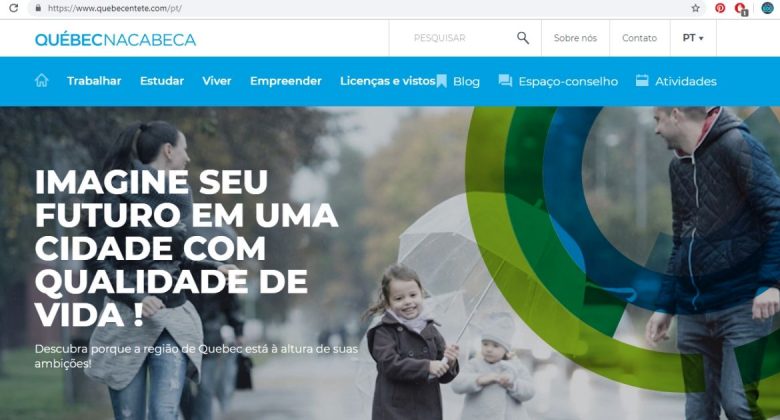 https://www.quebecentete.com/pt/
QUÉBECNACABECA
PESQUISAR
Sobre nós
Contato
PT
Trabalhar
Estudar
Viver
Empreender
Licenças e vistos
Blog
Espaço-conselho
Atividades
IMAGINE SEU
FUTURO EM UMA
CIDADE COM
QUALIDADE DE
VIDA !
Descubra porque a região de Quebec está à altura de suas
ambições!